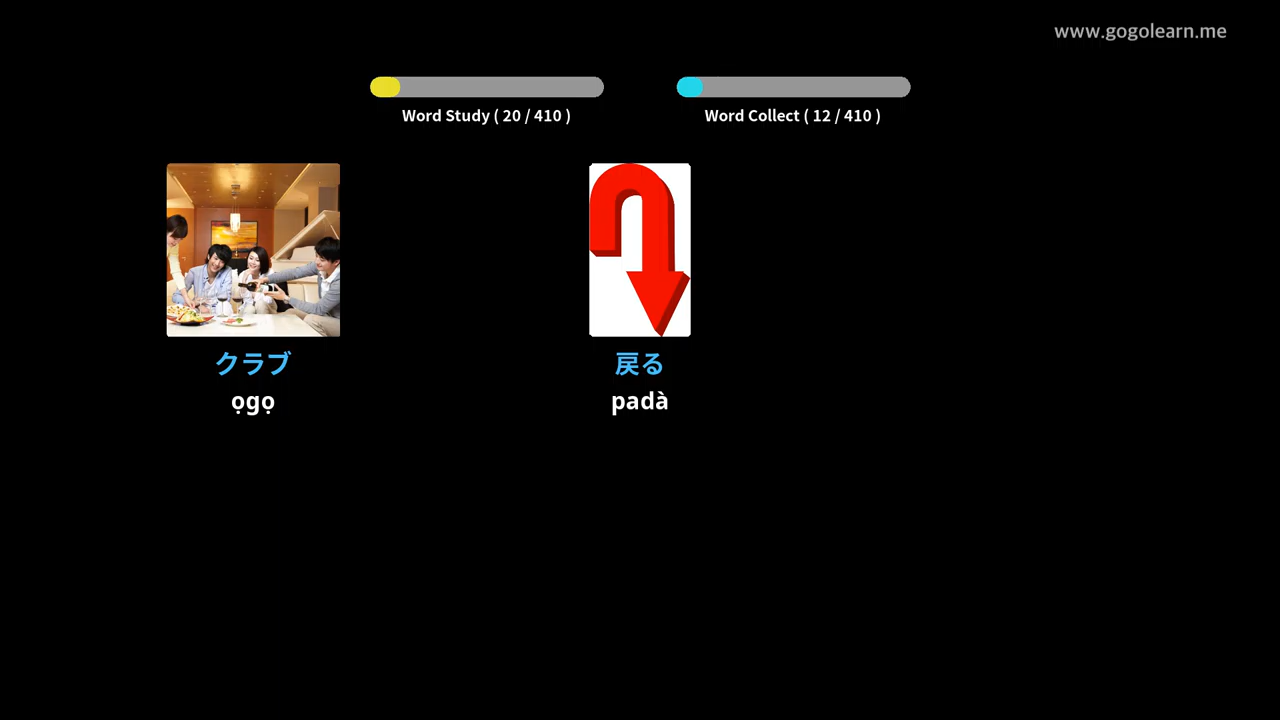 www.gogolearn.me
Word Study ( 20 / 410 )
Word Collect ( 12 / 410 )
クラブ
ọgọ
戻る
padà